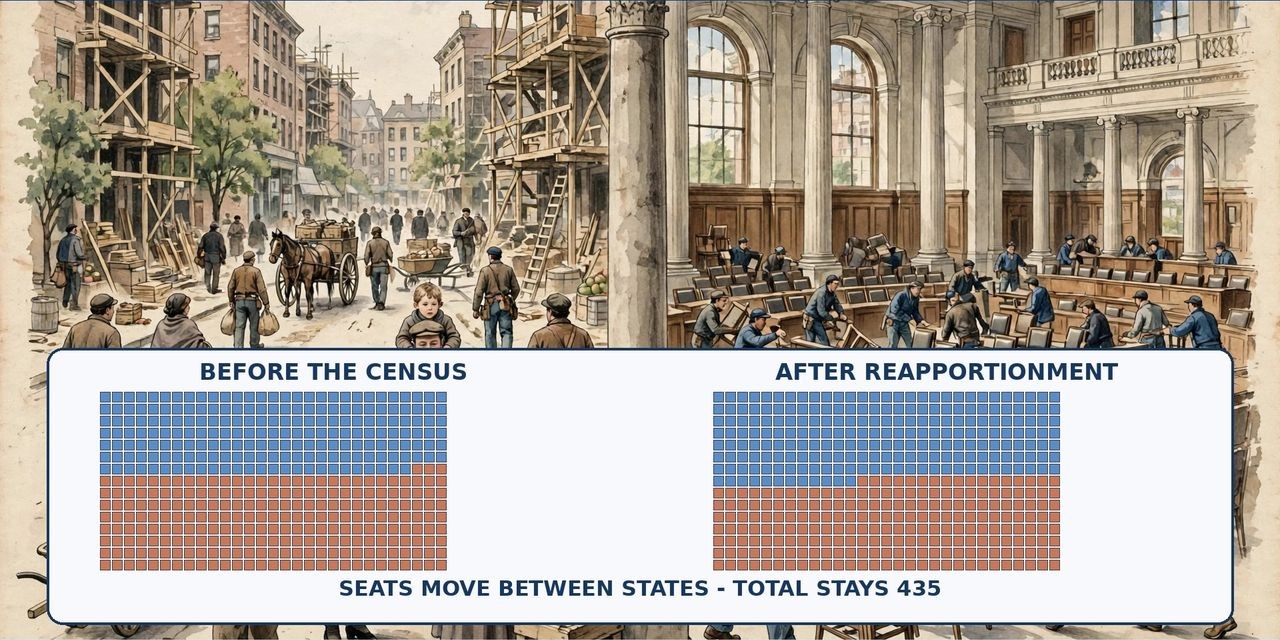 BEFORE THE CENSUS
AFTER REAPPORTIONMENT
SEATS MOVE BETWEEN STATES - TOTAL STAYS 435